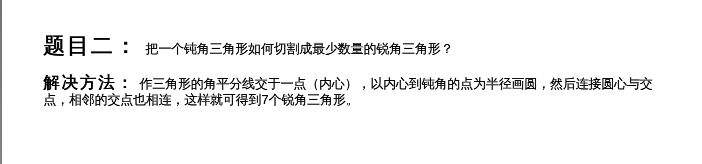 题目二： 把一个钝角三角形如何切割成最少数量的锐角三角形？
解决方法： 作三角形的角平分线交于一点（内心），以内心到钝角的点为半径画圆，然后连接圆心与交
点，相邻的交点也相连，这样就可得到7个锐角三角形。